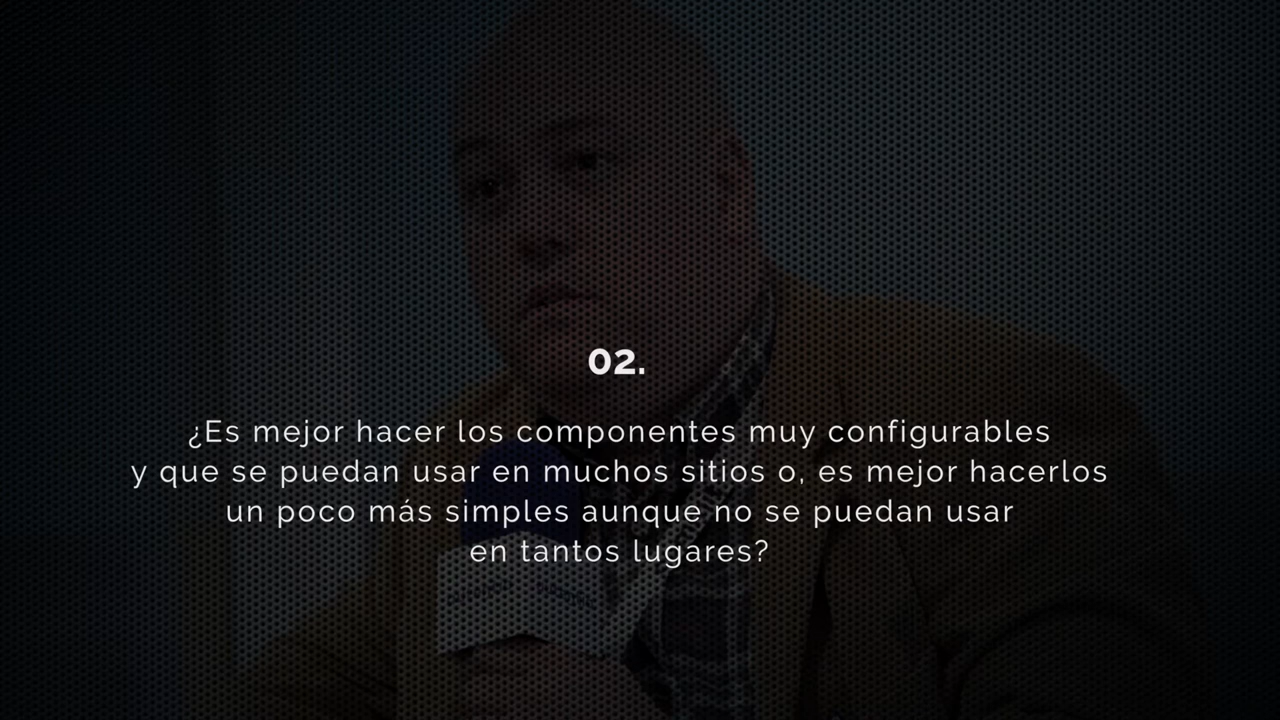 02.
¿Es mejor hacer los componentes muy configurables
y que se puedan usar en muchos sitios o, es mejor hacerlos
un poco más simples aunque no se puedan usar
en tantos lugares?